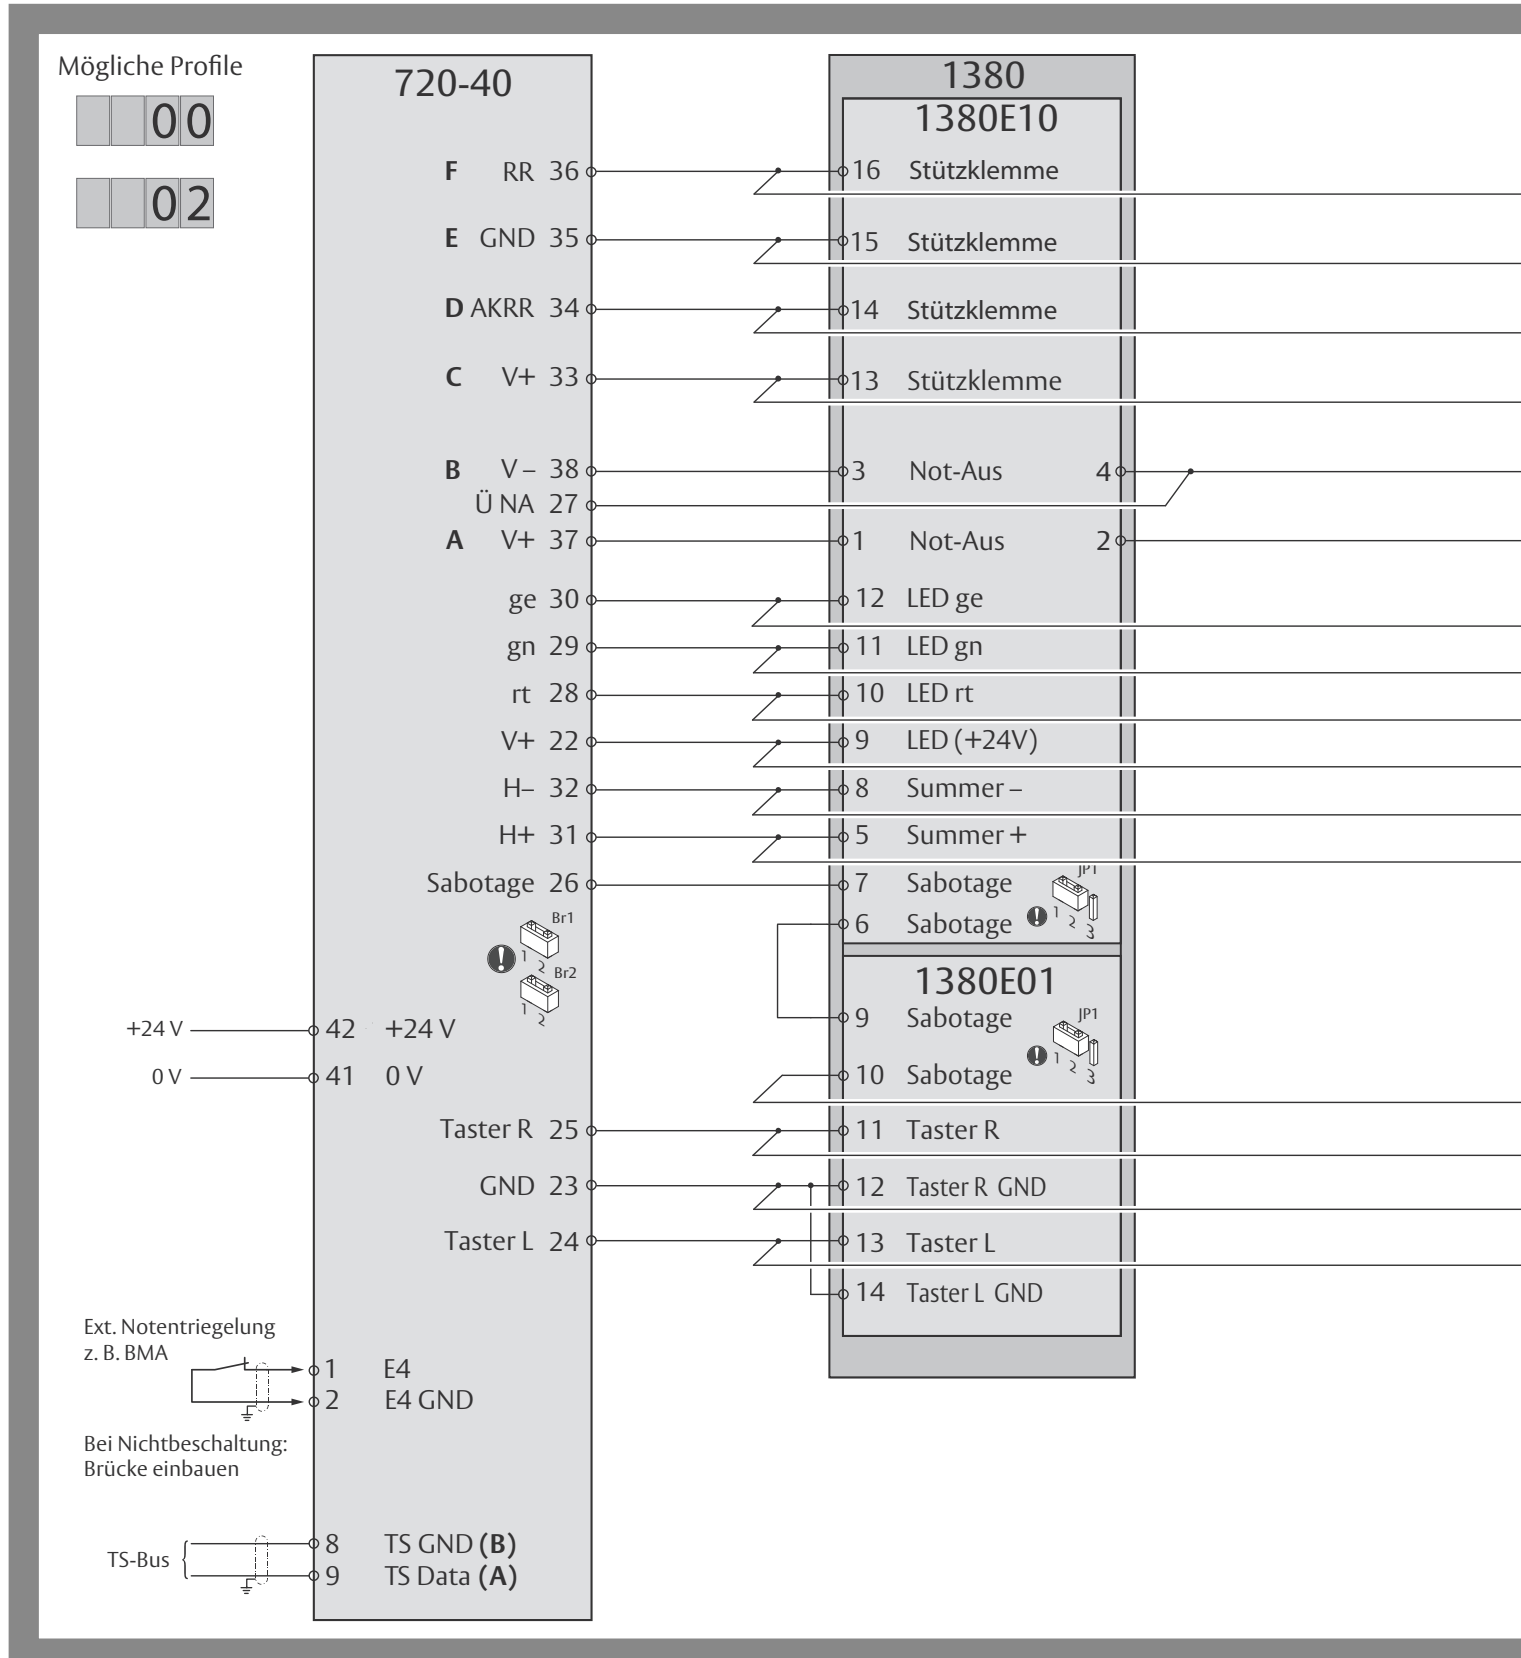 Mögliche Profile
00
02
720-40
F RR 36
E GND 35
D AKRR 34
C V+ 33
B V – 38
Ü NA 27
A V+ 37
ge 30
gn 29
rt 28
V+ 22
H– 32
H+ 31
Sabotage 26
Br1
1 2
Br2
1 2
+24 V 42 +24 V
0 V 41 0 V
Taster R 25
GND 23
Taster L 24
Ext. Notentriegelung
z. B. BMA
1 E4
2 E4 GND
Bei Nichtbeschaltung:
Brücke einbauen
TS-Bus
8 TS GND (B)
9 TS Data (A)
1380
1380E10
16 Stützklemme
15 Stützklemme
14 Stützklemme
13 Stützklemme
3 Not-Aus 4
1 Not-Aus 2
12 LED ge
11 LED gn
10 LED rt
9 LED (+24V)
8 Summer –
5 Summer +
7 Sabotage
JP1
6 Sabotage
1 2 3
1380E01
9 Sabotage
JP1
1 2 3
10 Sabotage
11 Taster R
12 Taster R GND
13 Taster L
14 Taster L GND